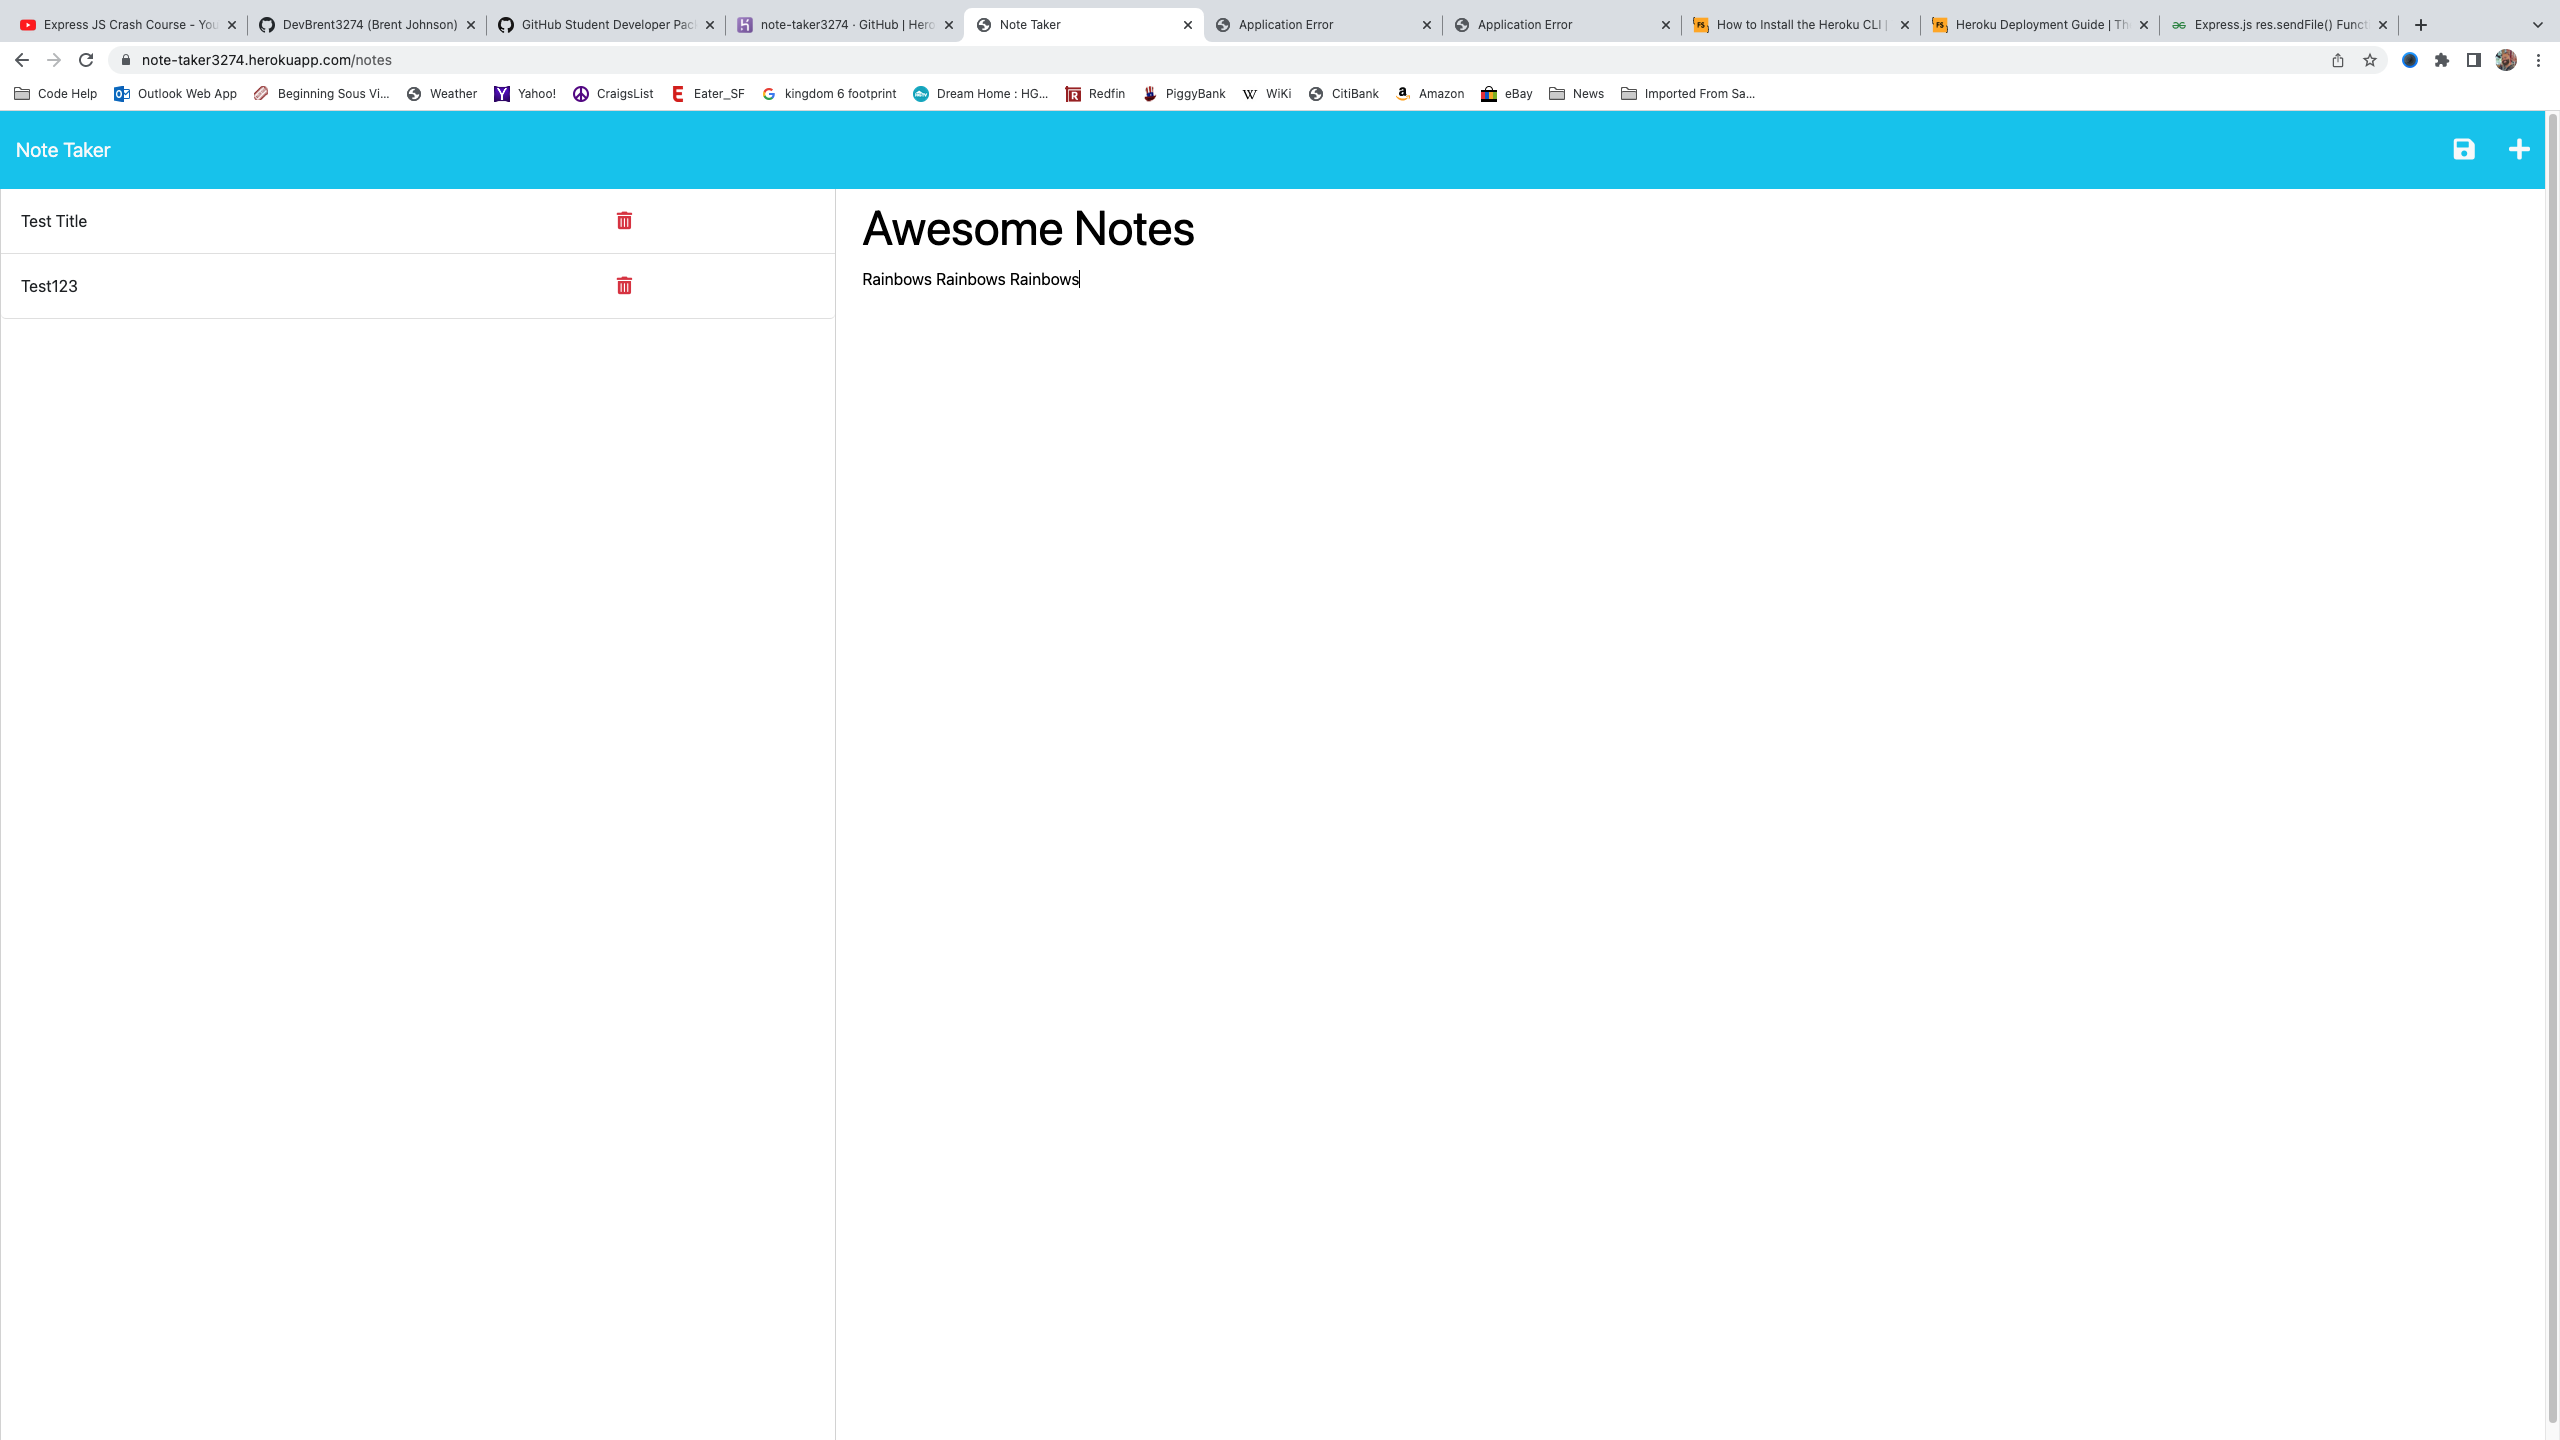 Express JS Crash Course - You
DevBrent3274 (Brent Johnson)
GitHub Student Developer Pac
note-taker3274 · GitHub | Hero
Note Taker
Application Error
Application Error
How to Install the Heroku CLI |
Heroku Deployment Guide | Th
Express.js res.sendFile() Funct
note-taker3274.herokuapp.com/notes
Code Help
Outlook Web App
Beginning Sous Vi...
Weather
Yahoo!
CraigsList
Eater_SF
kingdom 6 footprint
Dream Home : HG...
Redfin
PiggyBank
WiKi
CitiBank
Amazon
eBay
News
Imported From Sa...
Note Taker
Test Title
Test123
Awesome Notes
Rainbows Rainbows Rainbows